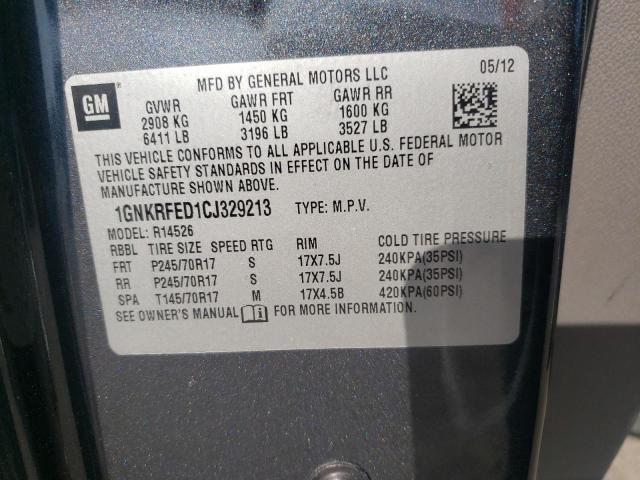 MFD BY GENERAL MOTORS LLC 05/12
GM
GVWR GAWR FRT GAWR RR
2908 KG 1450 KG 1600 KG
6411 LB 3196 LB 3527 LB
THIS VEHICLE CONFORMS TO ALL APPLICABLE U.S. FEDERAL MOTOR
VEHICLE SAFETY STANDARDS IN EFFECT ON THE DATE OF
MANUFACTURE SHOWN ABOVE.
1GNKRFED1CJ329213 TYPE: M.P.V.
MODEL: R14526
RBBL TIRE SIZE SPEED RTG RIM COLD TIRE PRESSURE
FRT P245/70R17 S 17X7.5J 240KPA(35PSI)
RR P245/70R17 S 17X7.5J 240KPA(35PSI)
SPA T145/70R17 M 17X4.5B 420KPA(60PSI)
SEE OWNER'S MANUAL i FOR MORE INFORMATION.